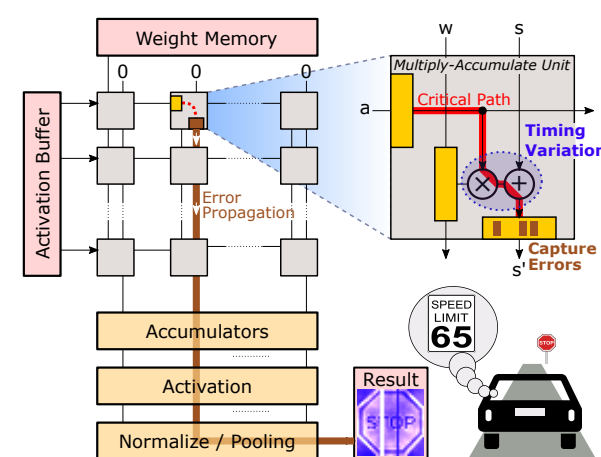 Weight Memory
0
0
0
Activation Buffer
Error
Propagation
Accumulators
Activation
Normalize / Pooling
w
s
Multiply-Accumulate Unit
a
Critical Path
Timing
Variation
×
+
Capture
Errors
s'
Result
STOP
SPEED
LIMIT
65
STOP